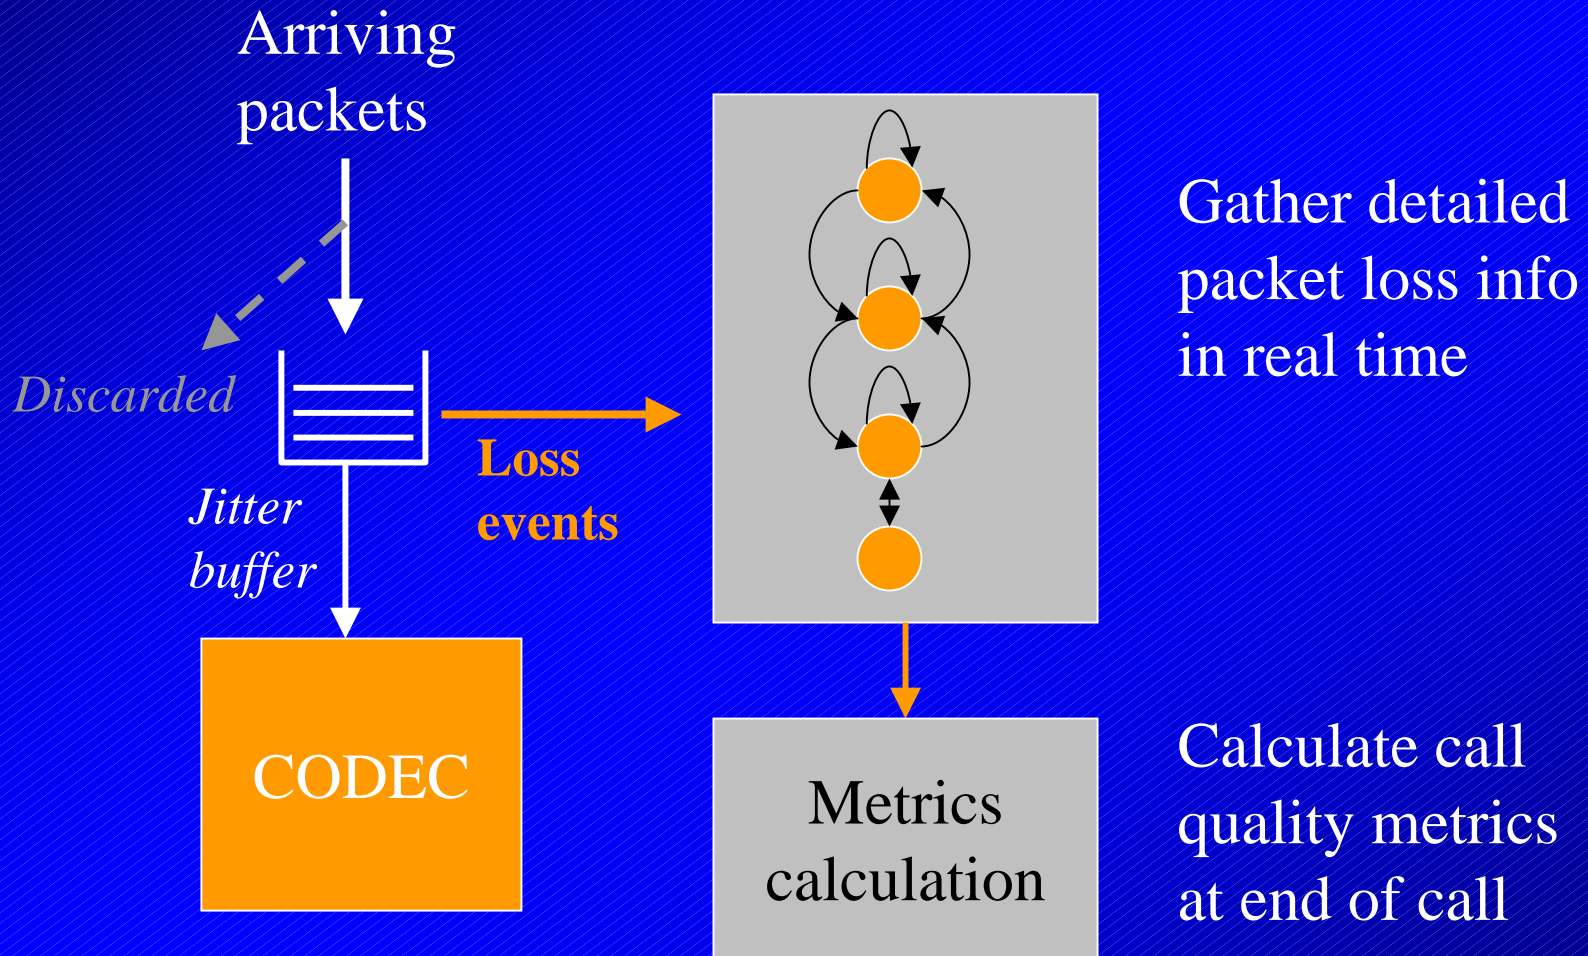 Arriving
packets
Discarded
Jitter
buffer
Loss
events
CODEC
Gather detailed
packet loss info
in real time
Metrics
calculation
Calculate call
quality metrics
at end of call